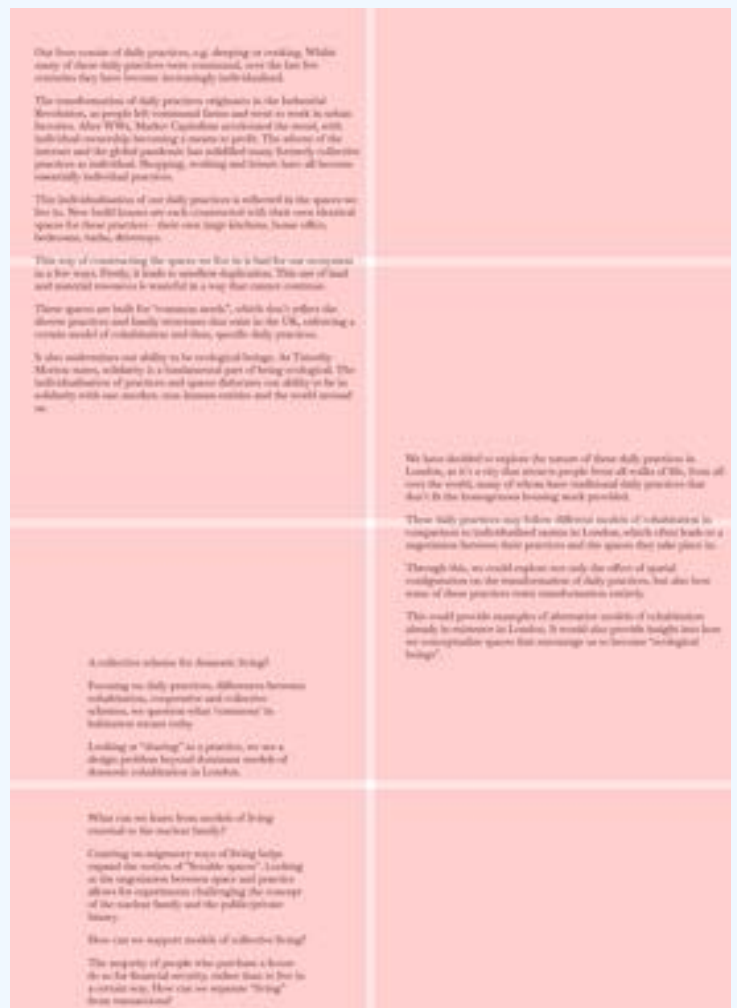 Our lives consist of daily practices, e.g. sleeping or cooking. Whilst
many of these daily practices were communal, over the last few
centuries they have become increasingly individualised.
The transformation of daily practices originates in the Industrial
Revolution, as people left communal farms and went to work in urban
factories. After WW2, Market Capitalism accelerated the trend, with
individual ownership becoming a means to profit. The advent of the
internet and the global pandemic has solidified many formerly collective
practices as individual. Shopping, working and leisure have all become
essentially individual practices.
This individualisation of our daily practices is reflected in the spaces we
live in. New build houses are each constructed with their own identical
spaces for these practices - their own large kitchens, home office,
bedrooms, baths, driveways.
This way of constructing the spaces we live in is bad for our ecosystem
in a few ways. Firstly, it leads to needless duplication. This use of land
and material resources is wasteful in a way that cannot continue.
These spaces are built for "common needs", which don't reflect the
diverse practices and family structures that exist in the UK, enforcing a
certain model of cohabitation and thus, specific daily practices.
It also undermines our ability to be ecological beings. As Timothy
Morton states, solidarity is a fundamental part of being ecological. The
individualisation of practices and spaces dislocates our ability to be in
solidarity with one another, non-human entities and the world around
us.
We have decided to explore the nature of these daily practices in
London, as it's a city that attracts people from all walks of life, from all
over the world, many of whom have traditional daily practices that
don't fit the homogenous housing stock provided.
These daily practices may follow different models of cohabitation in
comparison to individualised norms in London, which often leads to a
negotiation between their practices and the spaces they take place in.
Through this, we could explore not only the effect of spatial
configuration on the transformation of daily practices, but also how
some of these practices resist transformation entirely.
This could provide examples of alternative models of cohabitation
already in existence in London. It would also provide insight into how
we conceptualise spaces that encourage us to become "ecological
beings".
A collective scheme for domestic living?
Focusing on daily practices, differences between
cohabitation, cooperative and collective
schemes, we question what 'commons' in
habitation means today.
Looking at "sharing" as a practice, we see a
design problem beyond dominant models of
domestic cohabitation in London.
What can we learn from models of living
external to the nuclear family?
Counting on migratory ways of living helps
expand the notion of "liveable spaces". Looking
at the negotiation between space and practice
allows for experiments challenging the concept
of the nuclear family and the public/private
binary.
How can we support models of collective living?
The majority of people who purchase a house
do so for financial security, rather than to live in
a certain way. How can we separate "living"
from transactional?